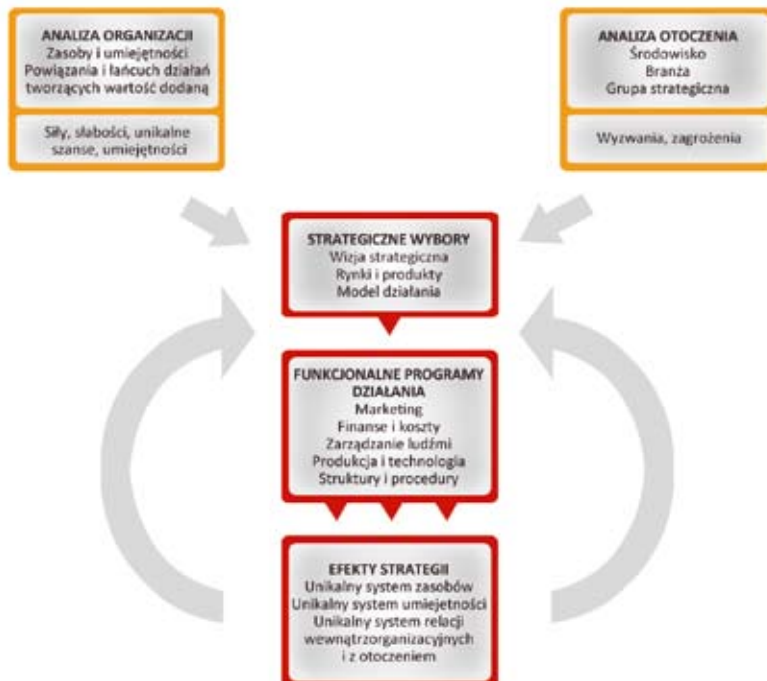 ANALIZA ORGANIZACJI
Zasoby i umiejętności
Powiązania i łańcuch działań
tworzących wartość dodaną
Siły, słabości, unikalne
szanse, umiejętności
ANALIZA OTOCZENIA
Środowisko
Branża
Grupa strategiczna
Wyzwania, zagrożenia
STRATEGICZNE WYBORY
Wizja strategiczna
Rynki i produkty
Model działania
FUNKCJONALNE PROGRAMY
DZIAŁANIA
Marketing
Finanse i koszty
Zarządzanie ludźmi
Produkcja i technologia
Struktury i procedury
EFEKTY STRATEGII
Unikalny system zasobów
Unikalny system umiejetności
Unikalny system relacji
wewnątrzorganizacyjnych
i z otoczeniem